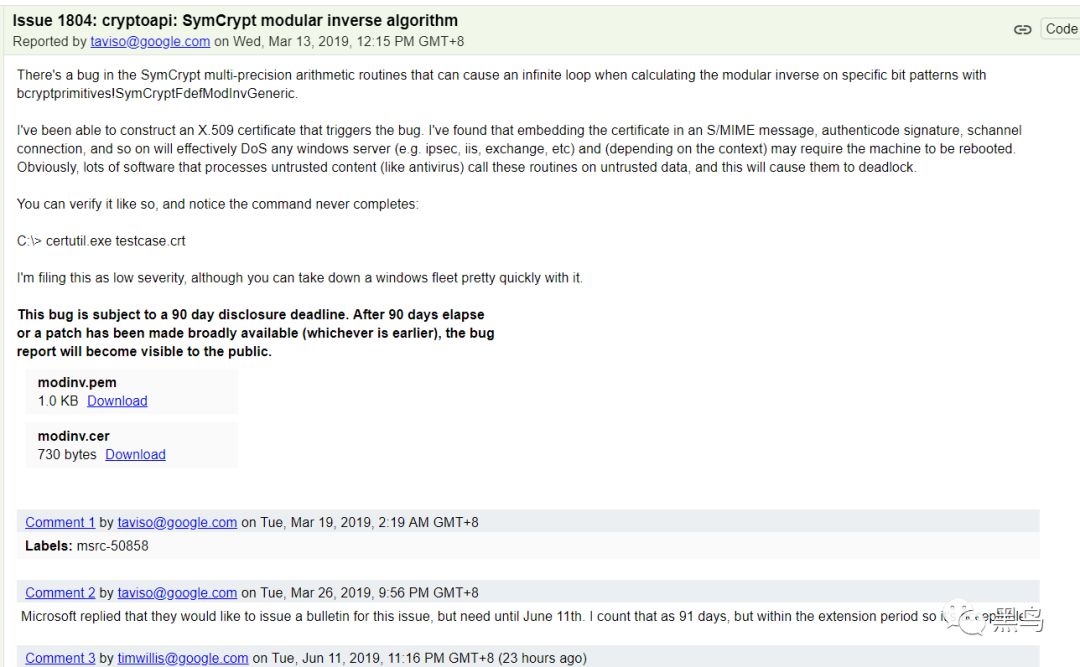 Issue 1804: cryptoapi: SymCrypt modular inverse algorithm
Reported by taviso@google.com on Wed, Mar 13, 2019, 12:15 PM GMT+8
Code
There's a bug in the SymCrypt multi-precision arithmetic routines that can cause an infinite loop when calculating the modular inverse on specific bit patterns with
bcryptprimitives!SymCryptFdefModInvGeneric.
I've been able to construct an X.509 certificate that triggers the bug. I've found that embedding the certificate in an S/MIME message, authenticode signature, schannel
connection, and so on will effectively DoS any windows server (e.g. ipsec, iis, exchange, etc) and (depending on the context) may require the machine to be rebooted.
Obviously, lots of software that processes untrusted content (like antivirus) call these routines on untrusted data, and this will cause them to deadlock.
You can verify it like so, and notice the command never completes:
C:\> certutil.exe testcase.crt
I'm filing this as low severity, although you can take down a windows fleet pretty quickly with it.
This bug is subject to a 90 day disclosure deadline. After 90 days elapse
or a patch has been made broadly available (whichever is earlier), the bug
report will become visible to the public.
modinv.pem
1.0 KB Download
modinv.cer
730 bytes Download
Comment 1 by taviso@google.com on Tue, Mar 19, 2019, 2:19 AM GMT+8
Labels: msrc-50858
Comment 2 by taviso@google.com on Tue, Mar 26, 2019, 9:56 PM GMT+8
Microsoft replied that they would like to issue a bulletin for this issue, but need until June 11th. I count that as 91 days, but within the extension period so
黑鸟
Comment 3 by timwillis@google.com on Tue, Jun 11, 2019, 11:16 PM GMT+8 (23 hours ago)